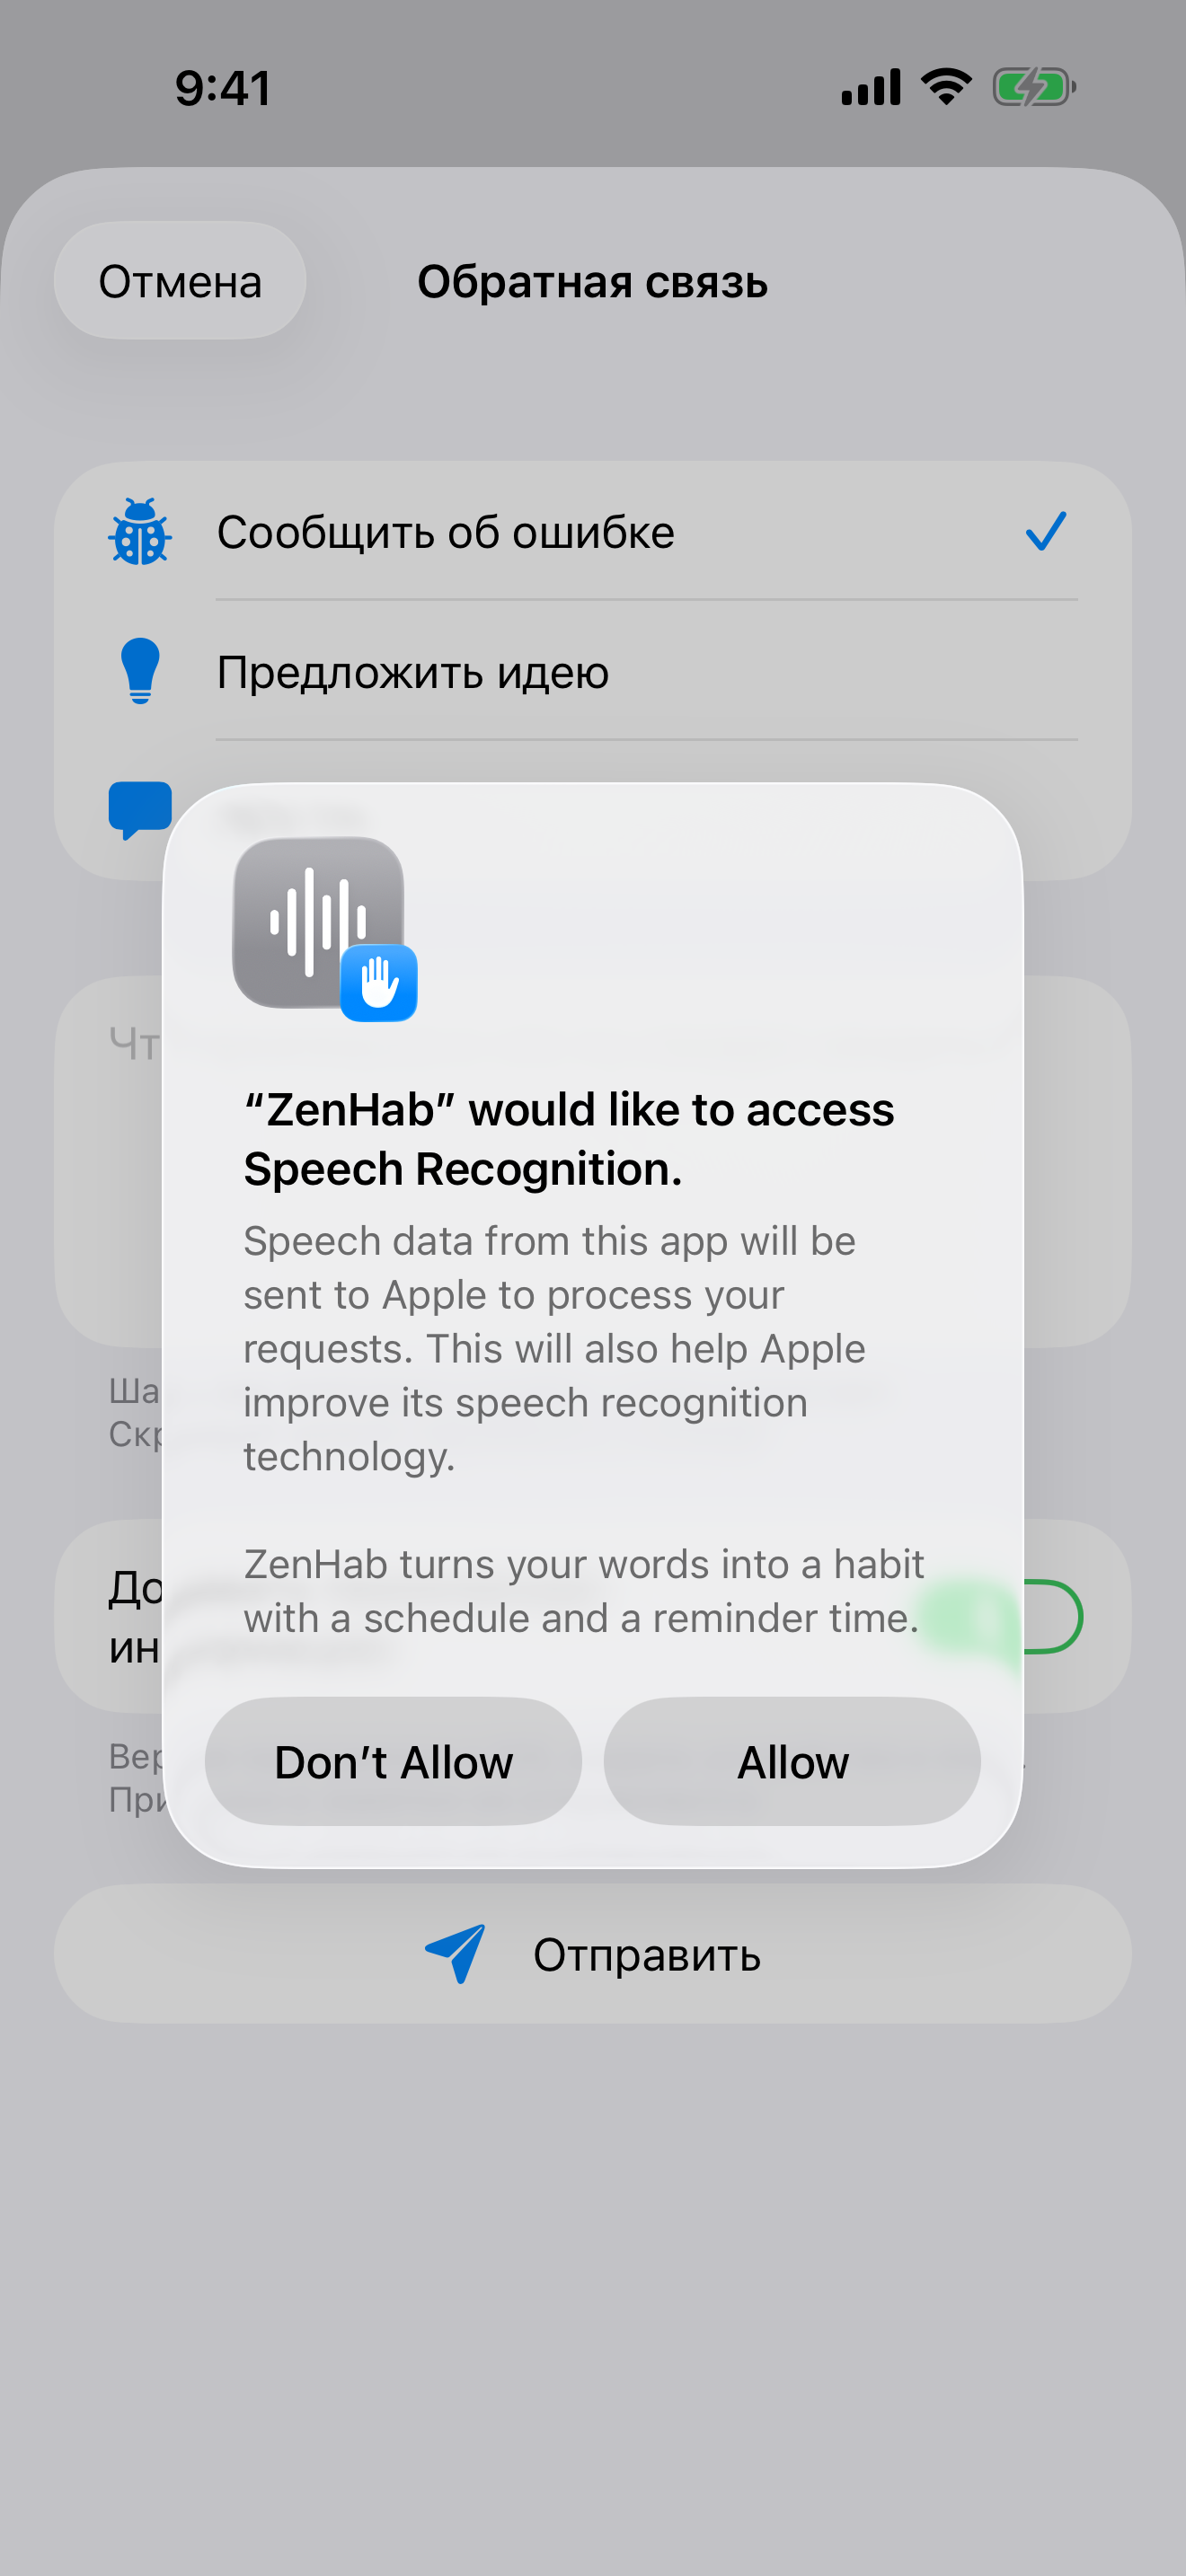 9:41
Отмена
Обратная связь
Сообщить об ошибке
Предложить идею
“ZenHab” would like to access
Speech Recognition.
Speech data from this app will be
sent to Apple to process your
requests. This will also help Apple
improve its speech recognition
technology.
ZenHab turns your words into a habit
with a schedule and a reminder time.
Don’t Allow
Allow
Отправить